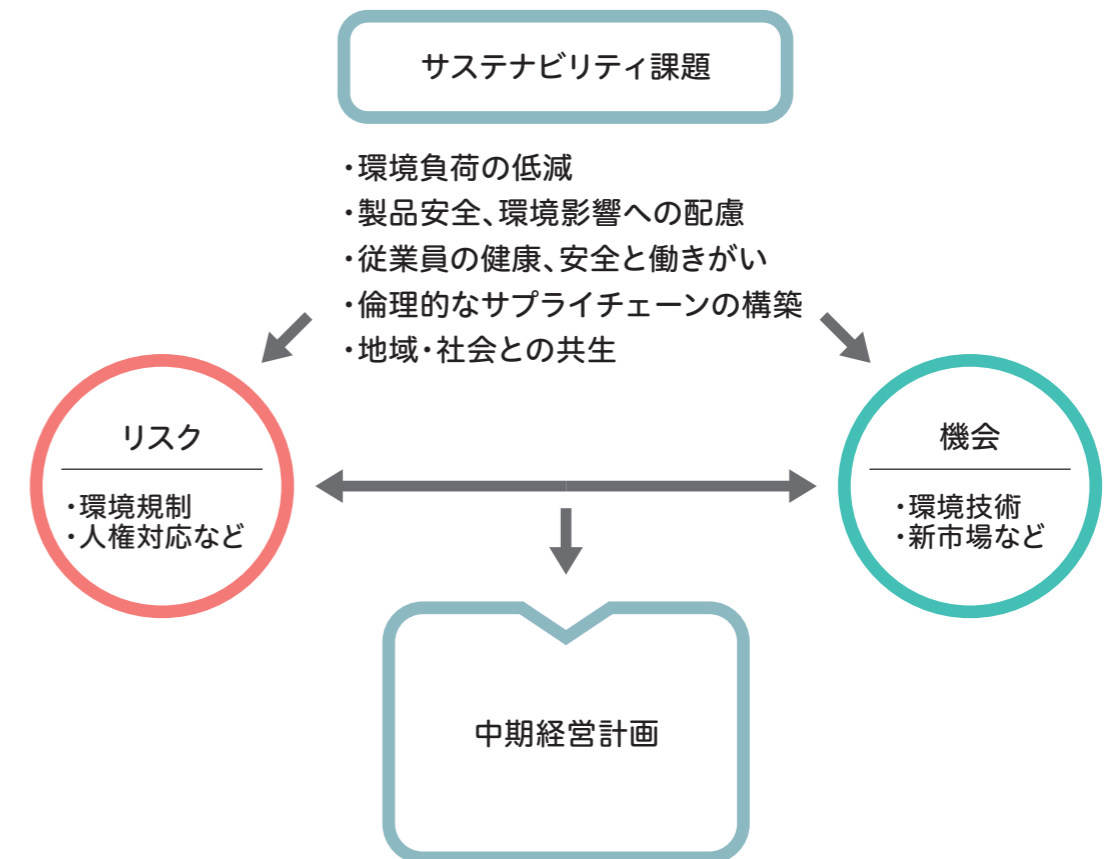 サステナビリティ課題
・環境負荷の低減
・製品安全、環境影響への配慮
・従業員の健康、安全と働きがい
・倫理的なサプライチェーンの構築
・地域・社会との共生
リスク
・環境規制
・人権対応など
機会
・環境技術
・新市場など
中期経営計画